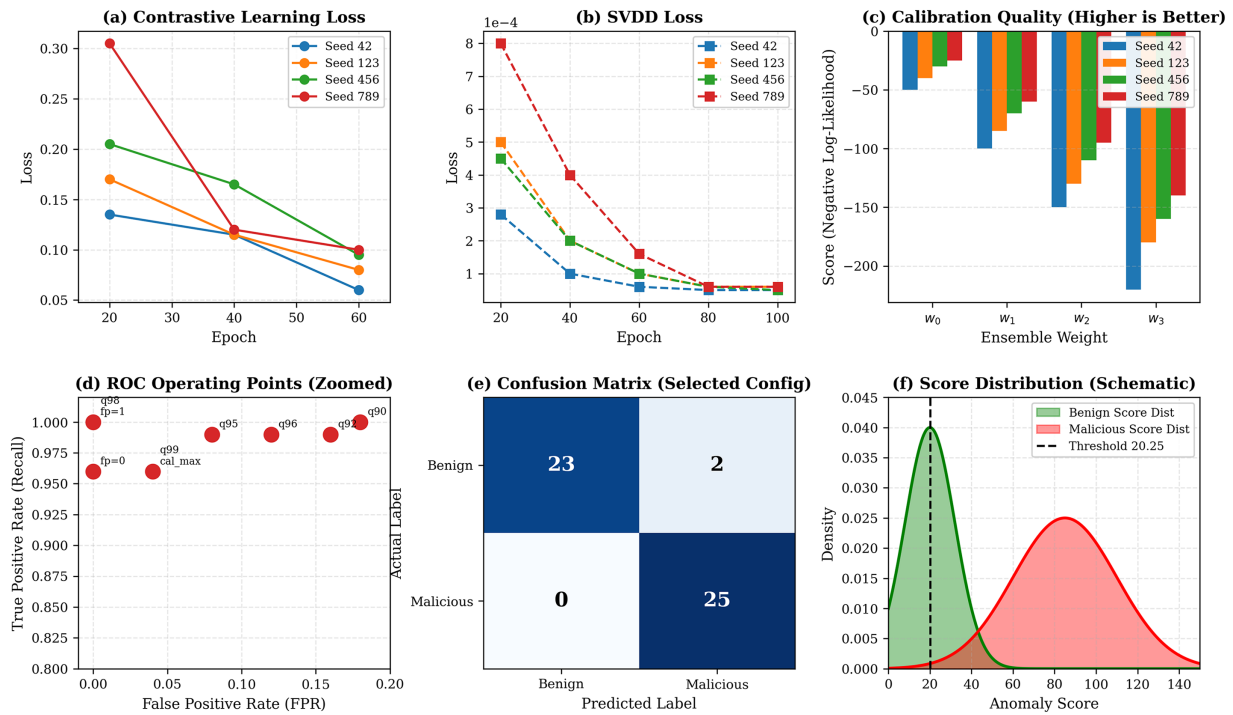 (a) Contrastive Learning Loss
Loss
0.30
0.25
0.20
0.15
0.10
0.05
20
30
40
50
60
Epoch
Seed 42
Seed 123
Seed 456
Seed 789
(b) SVDD Loss
1e−4
Loss
8
7
6
5
4
3
2
1
20
40
60
80
100
Epoch
Seed 42
Seed 123
Seed 456
Seed 789
(c) Calibration Quality (Higher is Better)
Score (Negative Log-Likelihood)
0
−50
−100
−150
−200
w0
w1
w2
w3
Ensemble Weight
Seed 42
Seed 123
Seed 456
Seed 789
(d) ROC Operating Points (Zoomed)
True Positive Rate (Recall)
1.000
0.975
0.950
0.925
0.900
0.875
0.850
0.825
0.800
q98
fp=1
fp=0
q99
cal_max
q95
q96
q92
q90
0.00
0.05
0.10
0.15
0.20
False Positive Rate (FPR)
(e) Confusion Matrix (Selected Config)
Actual Label
Benign
Malicious
23
2
0
25
Benign
Malicious
Predicted Label
(f) Score Distribution (Schematic)
Density
0.045
0.040
0.035
0.030
0.025
0.020
0.015
0.010
0.005
0.000
0
20
40
60
80
100
120
140
Anomaly Score
Benign Score Dist
Malicious Score Dist
Threshold 20.25